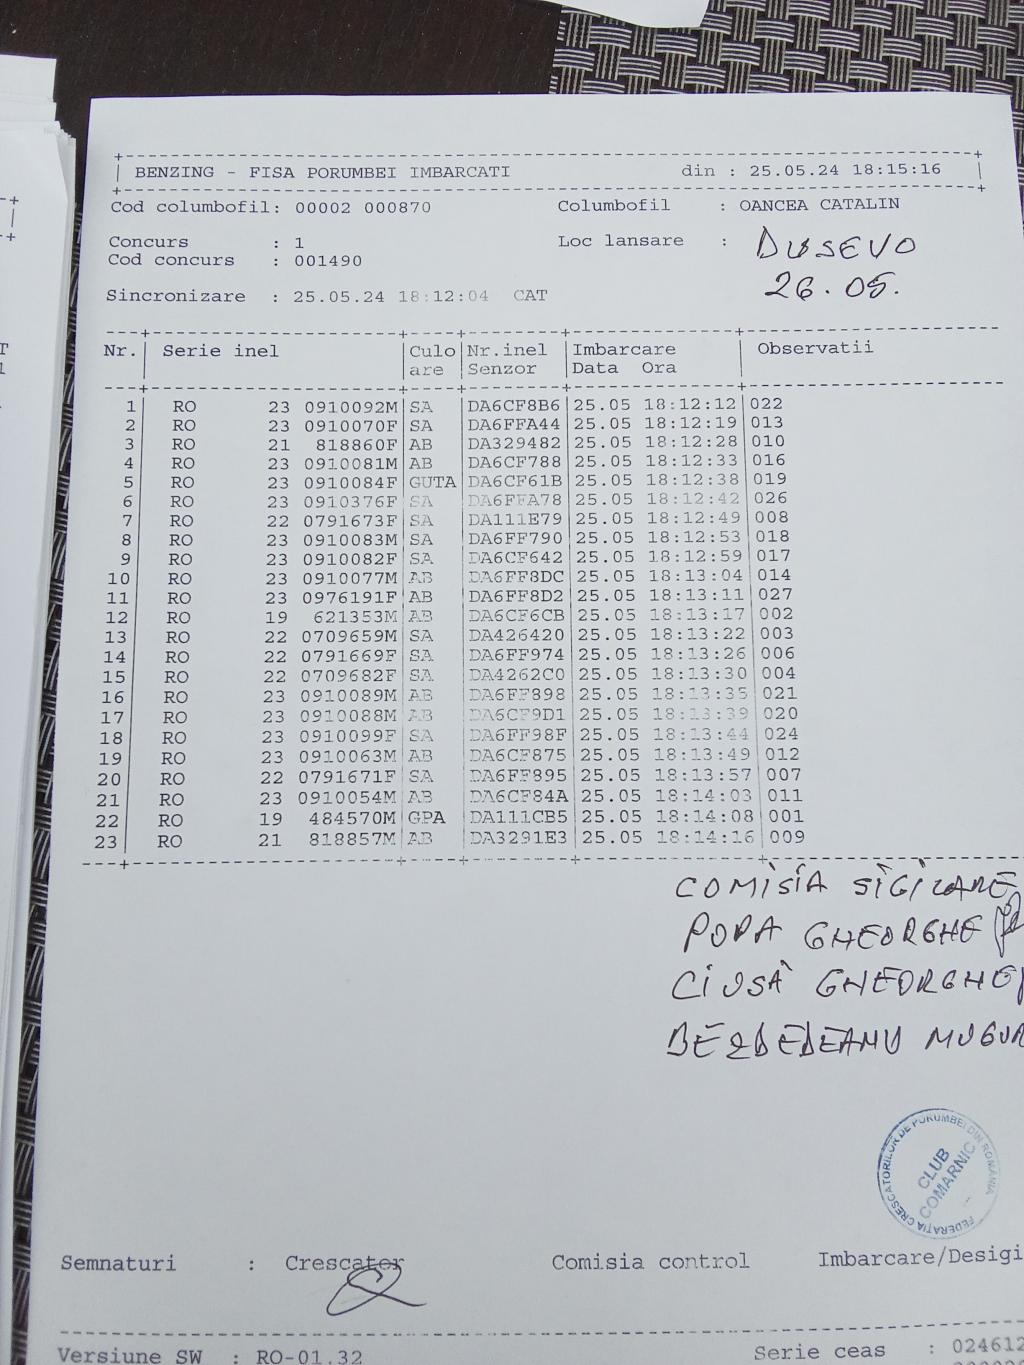 BENZING - FISA PORUMBEI IMBARCATI din : 25.05.24 18:15:16
Cod columbofil: 00002 000870 Columbofil : OANCEA CATALIN
Concurs : 1 Loc lansare : DUSEVO
Cod concurs : 001490 26.05.
Sincronizare : 25.05.24 18:12:04 CAT
Nr. Serie inel Culo Nr.inel Imbarcare Observatii
are Senzor Data Ora
1 RO 23 0910092M SA DA6CF8B6 25.05 18:12:12 022
2 RO 23 0910070F SA DA6FFA44 25.05 18:12:19 013
3 RO 21 818860F AB DA329482 25.05 18:12:28 010
4 RO 23 0910081M AB DA6CF788 25.05 18:12:33 016
5 RO 23 0910084F GUTA DA6CF61B 25.05 18:12:38 019
6 RO 23 0910376F SA DA6FFA78 25.05 18:12:42 026
7 RO 22 0791673F SA DA111E79 25.05 18:12:49 008
8 RO 23 0910083M SA DA6FF790 25.05 18:12:53 018
9 RO 23 0910082F SA DA6CF642 25.05 18:12:59 017
10 RO 23 0910077M AB DA6FF8DC 25.05 18:13:04 014
11 RO 23 0976191F AB DA6FF8D2 25.05 18:13:11 027
12 RO 19 621353M AB DA6CF6CB 25.05 18:13:17 002
13 RO 22 0709659M SA DA426420 25.05 18:13:22 003
14 RO 22 0791669F SA DA6FF974 25.05 18:13:26 006
15 RO 22 0709682F SA DA4262C0 25.05 18:13:30 004
16 RO 23 0910089M AB DA6FF898 25.05 18:13:35 021
17 RO 23 0910088M AB DA6CF9D1 25.05 18:13:39 020
18 RO 23 0910099F SA DA6FF98F 25.05 18:13:44 024
19 RO 23 0910063M AB DA6CF875 25.05 18:13:49 012
20 RO 22 0791671F SA DA6FF895 25.05 18:13:57 007
21 RO 23 0910054M AB DA6CF84A 25.05 18:14:03 011
22 RO 19 484570M GPA DA111CB5 25.05 18:14:08 001
23 RO 21 818857M AB DA3291E3 25.05 18:14:16 009
COMISIA SIGILARE
POPA GHEORGHE
CIUSĂ GHEORGHE
BEZDEDEANU MUGUR
FEDERATIA CRESCATORILOR DE PORUMBEI DIN ROMANIA
CLUB
COMARNIC
Semnaturi : Crescator Comisia control Imbarcare/Desigi
Versiune SW : RO-01.32 Serie ceas : 024612